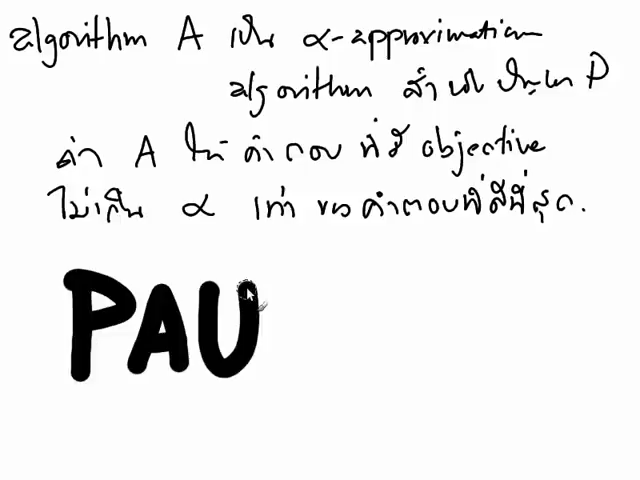 algorithm A เป็น α-approximation
algorithm สำหรับปัญหา P
ถ้า A ให้คำตอบที่มี objective
ไม่เกิน α เท่าของคำตอบที่ดีที่สุด.
PAU